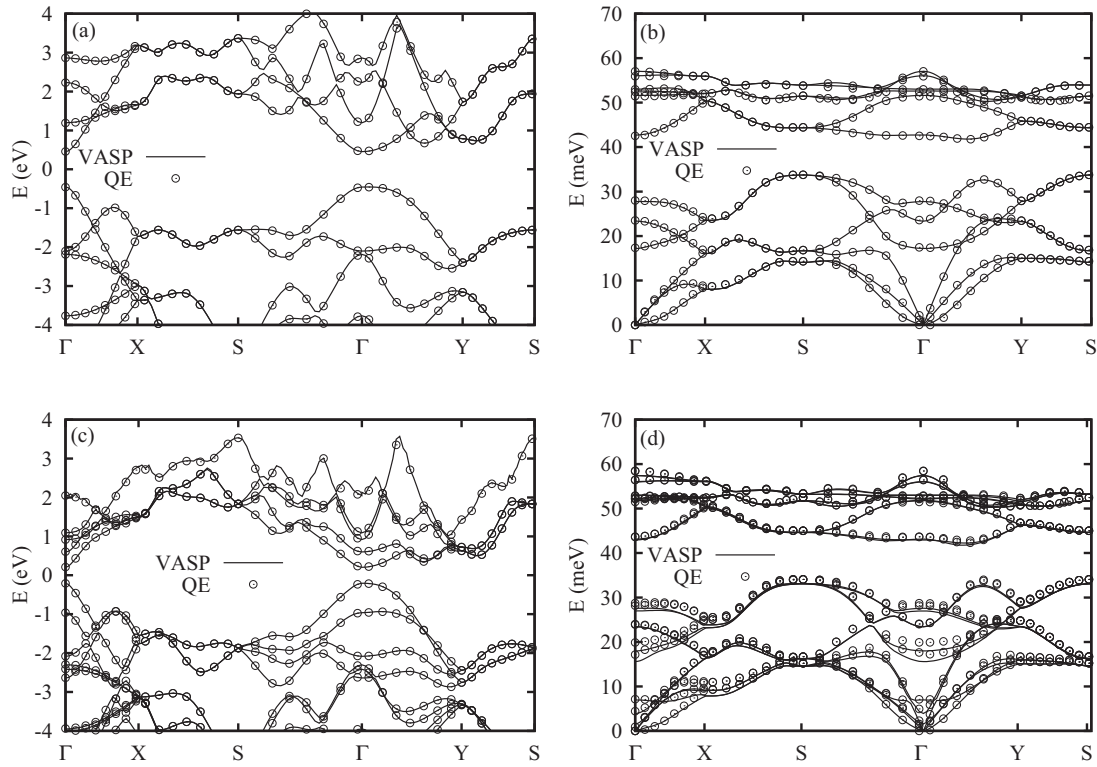 (a)
4
3
2
1
0
-1
-2
-3
-4
E (eV)
VASP
QE
Γ X S Γ Y S
(b)
70
60
50
40
30
20
10
0
E (meV)
VASP
QE
Γ X S Γ Y S
(c)
4
3
2
1
0
-1
-2
-3
-4
E (eV)
VASP
QE
Γ X S Γ Y S
(d)
70
60
50
40
30
20
10
0
E (meV)
VASP
QE
Γ X S Γ Y S